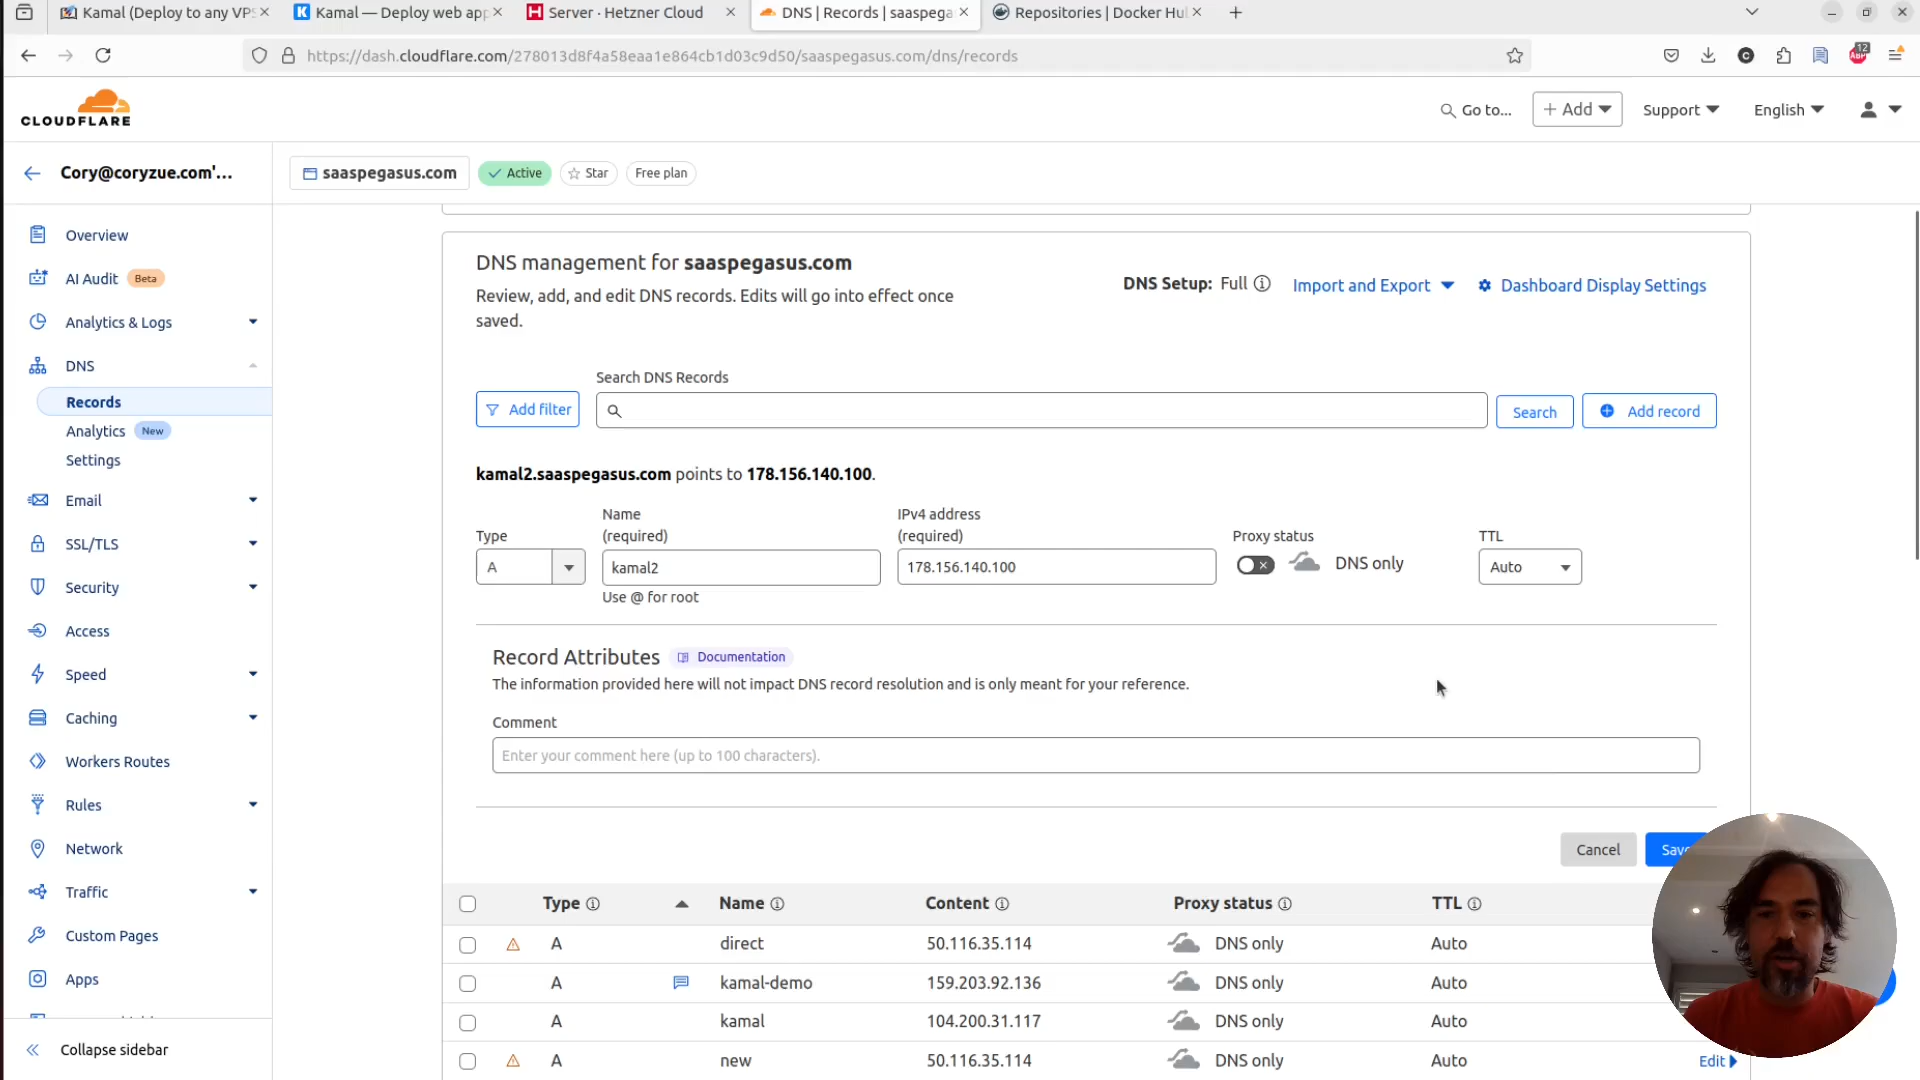 Kamal (Deploy to any VPS
Kamal — Deploy web app
Server · Hetzner Cloud
DNS | Records | saaspega
Repositories | Docker Hu
https://dash.cloudflare.com/278013d8f4a58eaa1e864cb1d03c9d50/saaspegasus.com/dns/records
12
ABP
CLOUDFLARE
Go to...
Add
Support
English
Cory@coryzue.com'...
saaspegasus.com
Active
Star
Free plan
Overview
AI Audit Beta
Analytics & Logs
DNS
Records
Analytics New
Settings
Email
SSL/TLS
Security
Access
Speed
Caching
Workers Routes
Rules
Network
Traffic
Custom Pages
Apps
Collapse sidebar
DNS management for saaspegasus.com
Review, add, and edit DNS records. Edits will go into effect once
saved.
DNS Setup: Full
Import and Export
Dashboard Display Settings
Search DNS Records
Add filter
Search
Add record
kamal2.saaspegasus.com points to 178.156.140.100.
Type
Name
(required)
IPv4 address
(required)
Proxy status
TTL
A
kamal2
178.156.140.100
DNS only
Auto
Use @ for root
Record Attributes Documentation
The information provided here will not impact DNS record resolution and is only meant for your reference.
Comment
Enter your comment here (up to 100 characters).
Cancel
Save
Type Name Content Proxy status TTL
A direct 50.116.35.114 DNS only Auto
A kamal-demo 159.203.92.136 DNS only Auto
A kamal 104.200.31.117 DNS only Auto
A new 50.116.35.114 DNS only Auto Edit